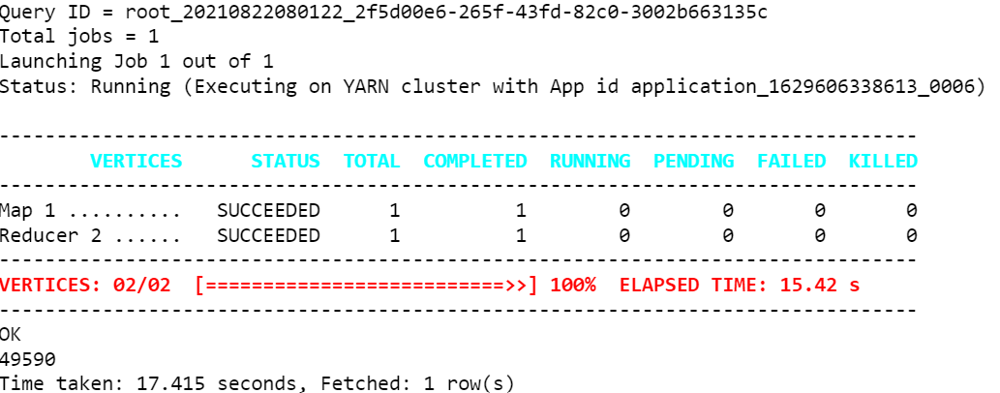 Query ID = root_20210822080122_2f5d00e6-265f-43fd-82c0-3002b663135c
Total jobs = 1
Launching Job 1 out of 1
Status: Running (Executing on YARN cluster with App id application_1629606338613_0006)
--------------------------------------------------------------------------------
        VERTICES      STATUS  TOTAL  COMPLETED  RUNNING  PENDING  FAILED  KILLED
--------------------------------------------------------------------------------
Map 1 ..........   SUCCEEDED      1          1        0        0       0       0
Reducer 2 ......   SUCCEEDED      1          1        0        0       0       0
--------------------------------------------------------------------------------
VERTICES: 02/02  [==========================>>] 100%  ELAPSED TIME: 15.42 s
--------------------------------------------------------------------------------
OK
49590
Time taken: 17.415 seconds, Fetched: 1 row(s)